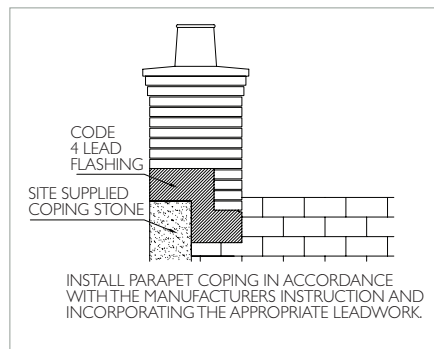 CODE
4 LEAD
FLASHING
SITE SUPPLIED
COPING STONE
INSTALL PARAPET COPING IN ACCORDANCE
WITH THE MANUFACTURERS INSTRUCTION AND
INCORPORATING THE APPROPRIATE LEADWORK.